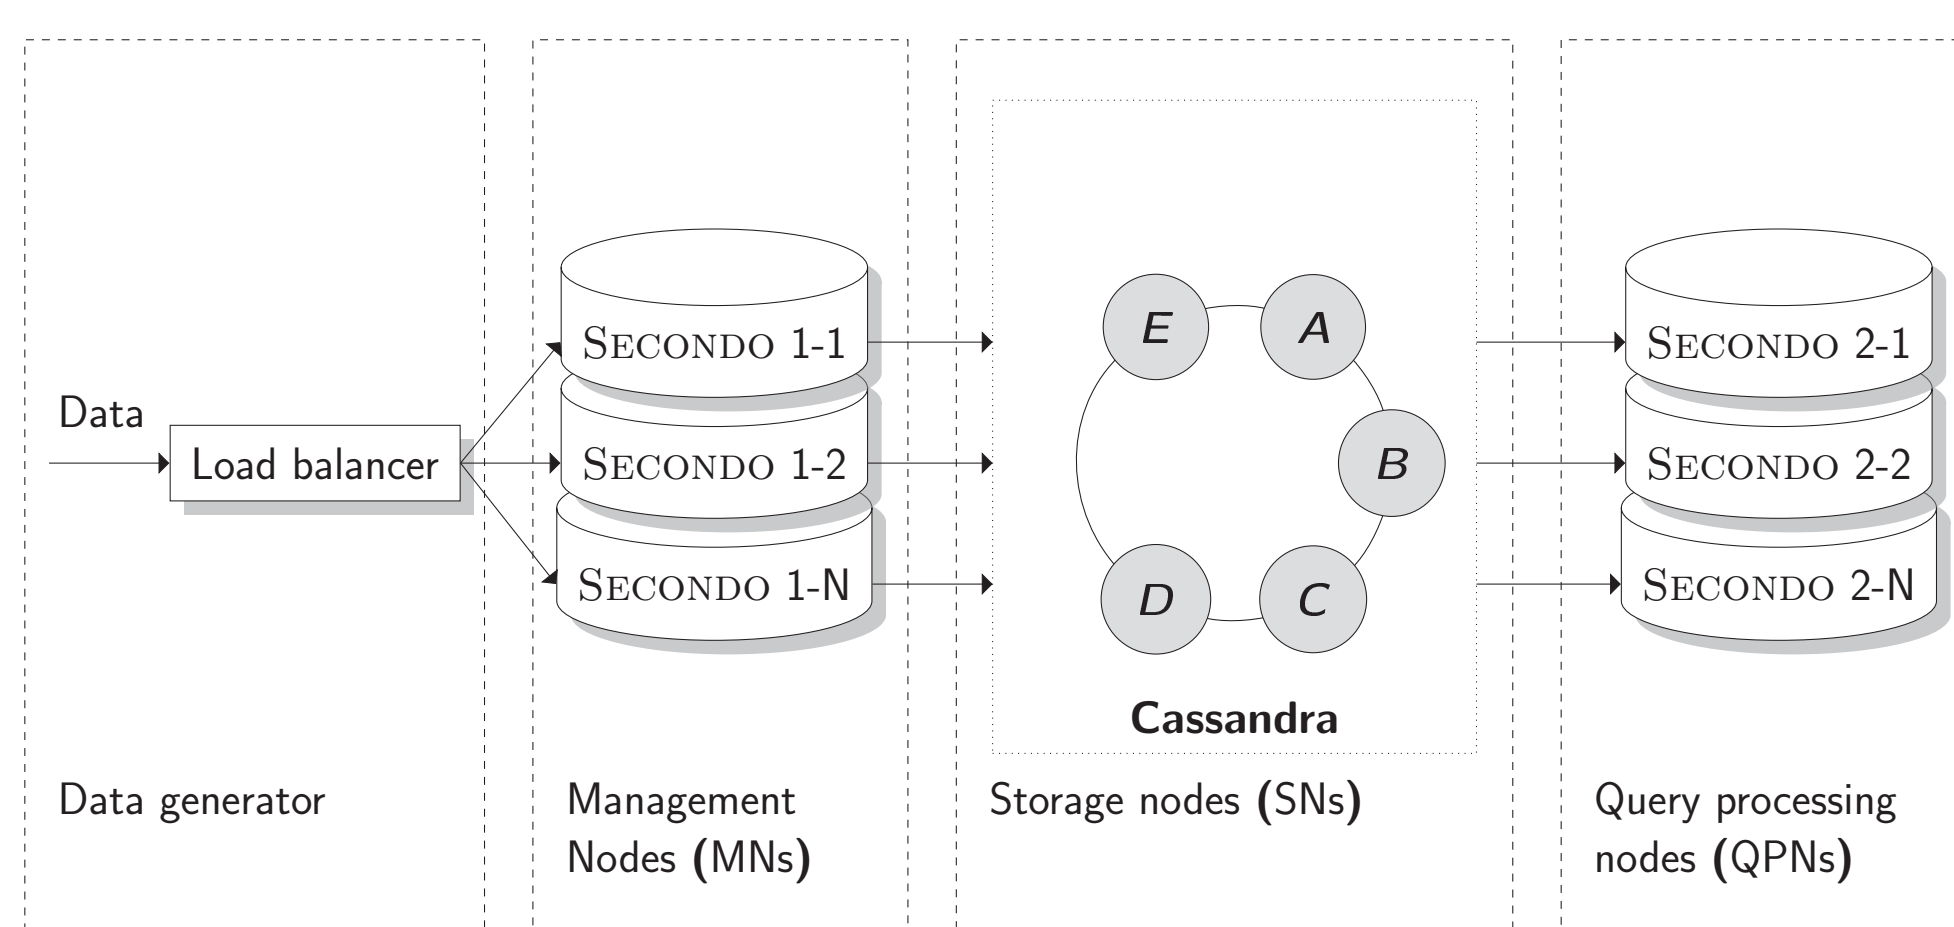 Data
Load balancer
SECONDO 1-1
SECONDO 1-2
SECONDO 1-N
E
A
B
D
C
Cassandra
SECONDO 2-1
SECONDO 2-2
SECONDO 2-N
Data generator
Management
Nodes (MNs)
Storage nodes (SNs)
Query processing
nodes (QPNs)